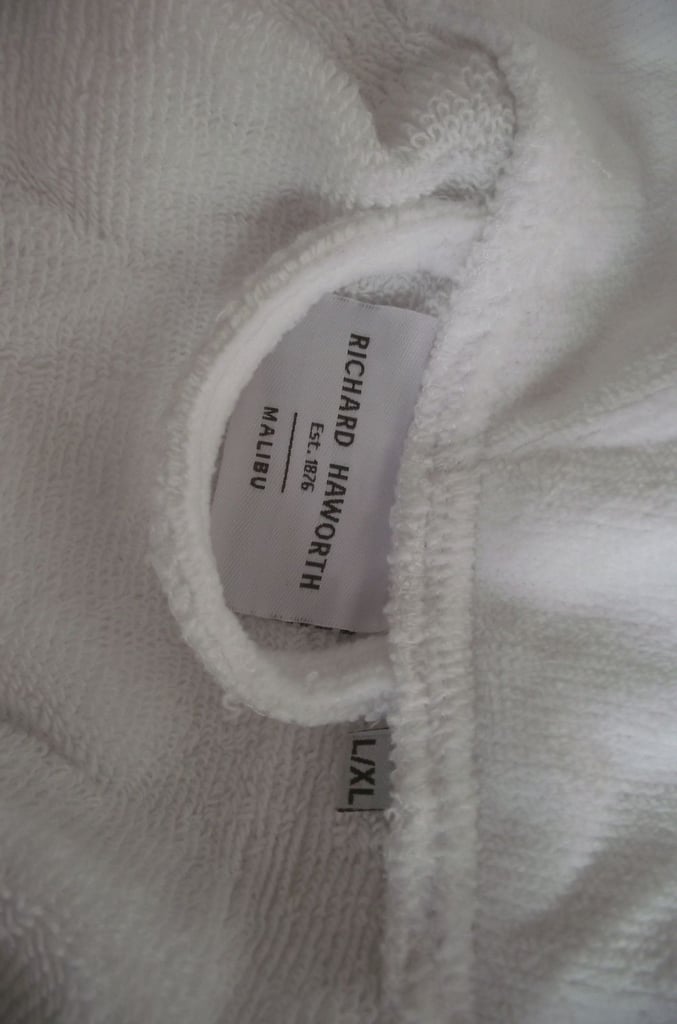 RICHARD HAWORTH
Est. 1876
MALIBU
L/XL